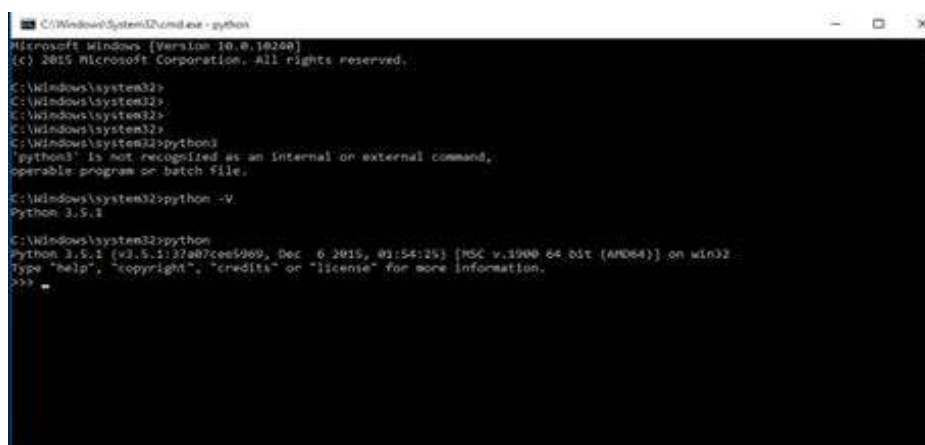 C:\Windows\System32\cmd.exe - python
Microsoft Windows [Version 10.0.10240]
(c) 2015 Microsoft Corporation. All rights reserved.
C:\Windows\system32>
C:\Windows\system32>
C:\Windows\system32>
C:\Windows\system32>
C:\Windows\system32>python3
'python3' is not recognized as an internal or external command,
operable program or batch file.
C:\Windows\system32>python -V
Python 3.5.1
C:\Windows\system32>python
Python 3.5.1 (v3.5.1:37a07cee5969, Dec  6 2015, 01:54:25) [MSC v.1900 64 bit (AMD64)] on win32
Type "help", "copyright", "credits" or "license" for more information.
>>>